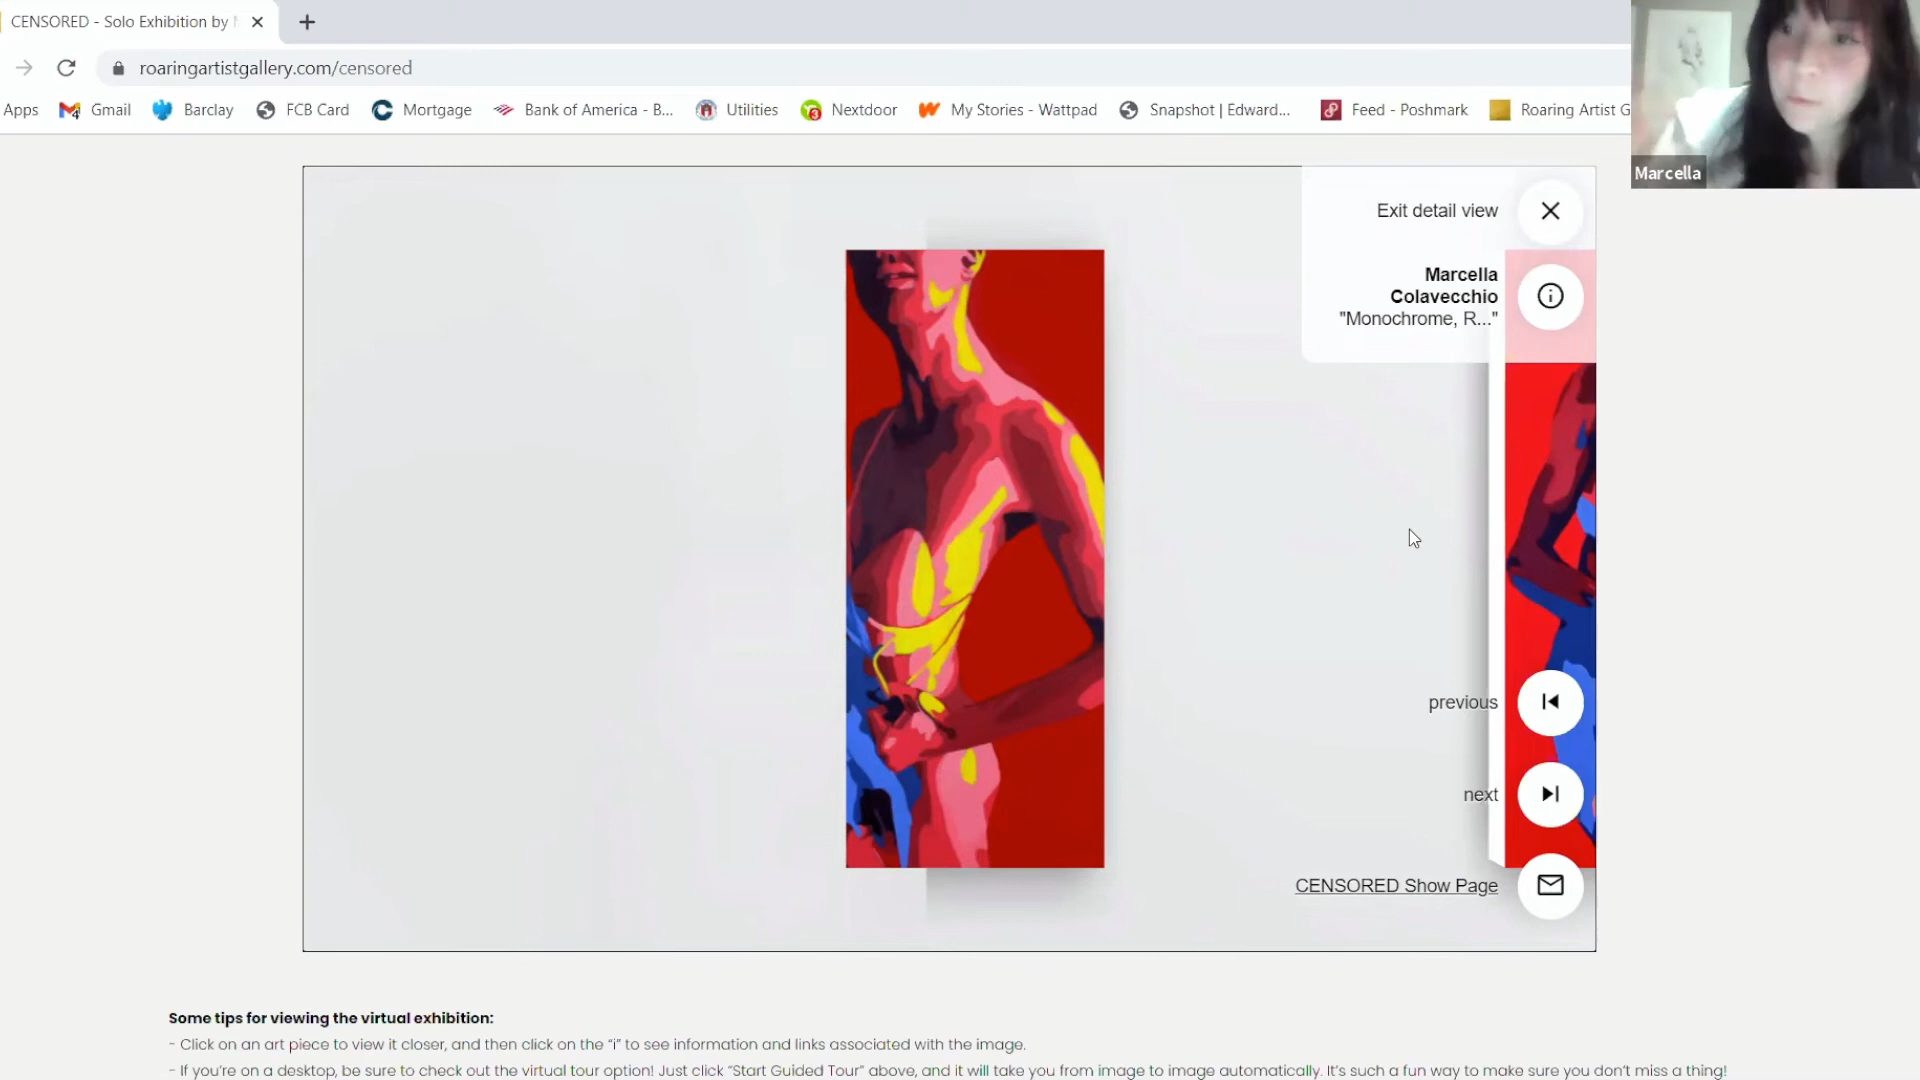 CENSORED - Solo Exhibition by
roaringartistgallery.com/censored
Apps Gmail Barclay FCB Card Mortgage Bank of America - B... Utilities Nextdoor My Stories - Wattpad Snapshot | Edward... Feed - Poshmark Roaring Artist G
Marcella
Exit detail view
Marcella
Colavecchio
"Monochrome, R..."
previous
next
CENSORED Show Page
Some tips for viewing the virtual exhibition:
- Click on an art piece to view it closer, and then click on the “i” to see information and links associated with the image.
- If you’re on a desktop, be sure to check out the virtual tour option! Just click “Start Guided Tour” above, and it will take you from image to image automatically. It’s such a fun way to make sure you don’t miss a thing!